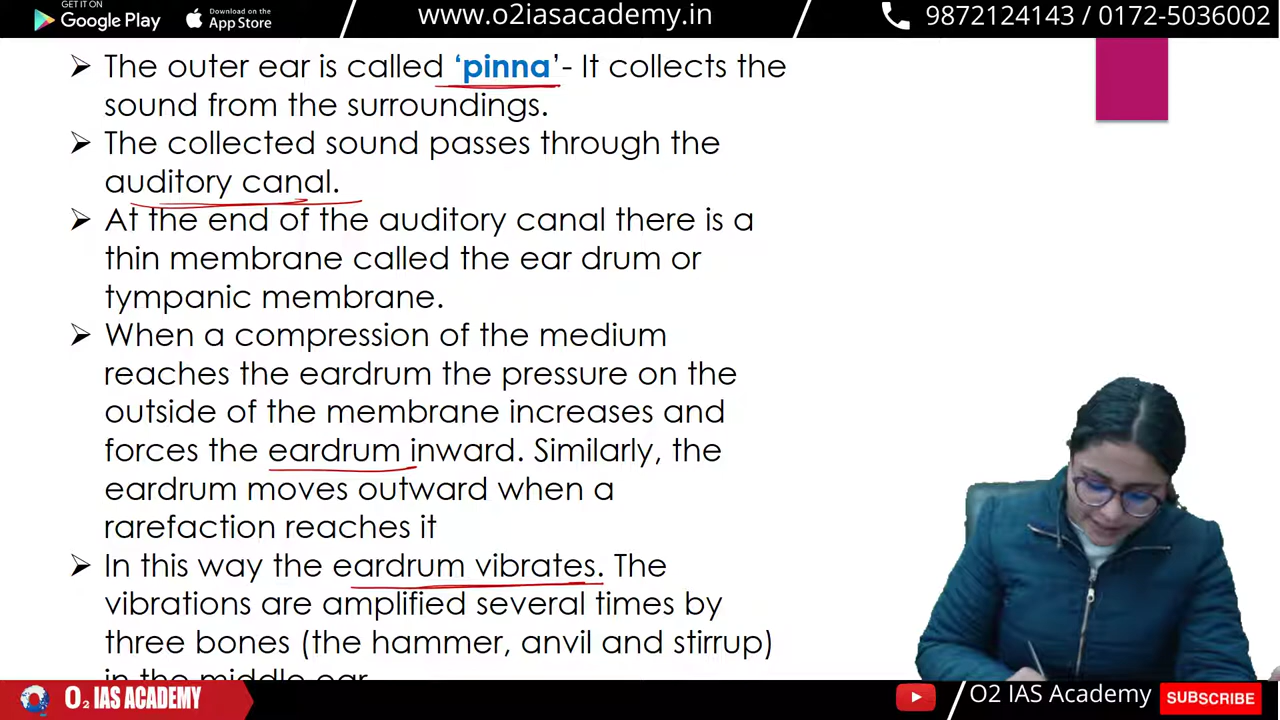 GET IT ON
Google Play
Download on the
App Store
www.o2iasacademy.in
9872124143 / 0172-5036002
➢ The outer ear is called ‘pinna’- It collects the
sound from the surroundings.
➢ The collected sound passes through the
auditory canal.
➢ At the end of the auditory canal there is a
thin membrane called the ear drum or
tympanic membrane.
➢ When a compression of the medium
reaches the eardrum the pressure on the
outside of the membrane increases and
forces the eardrum inward. Similarly, the
eardrum moves outward when a
rarefaction reaches it
➢ In this way the eardrum vibrates. The
vibrations are amplified several times by
three bones (the hammer, anvil and stirrup)
in the middle ear
O2 IAS ACADEMY
O2 IAS Academy
SUBSCRIBE